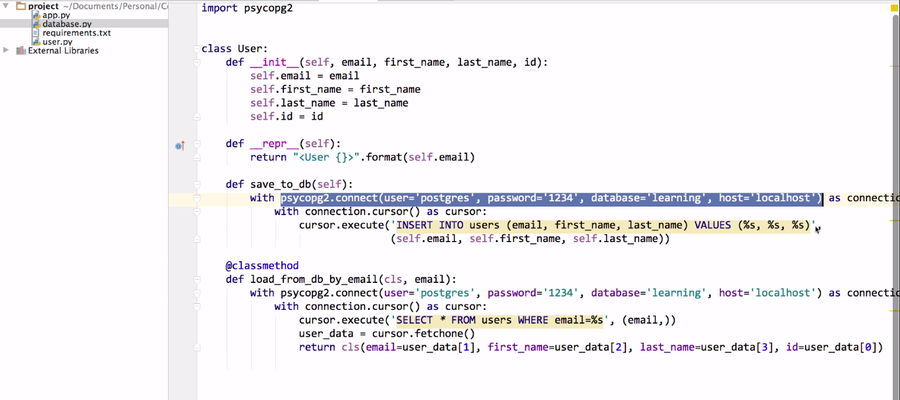 project ~/Documents/Personal/Co
app.py
database.py
requirements.txt
user.py
External Libraries
import psycopg2
class User:
def __init__(self, email, first_name, last_name, id):
self.email = email
self.first_name = first_name
self.last_name = last_name
self.id = id
def __repr__(self):
return "<User {}>".format(self.email)
def save_to_db(self):
with psycopg2.connect(user='postgres', password='1234', database='learning', host='localhost') as connectio
with connection.cursor() as cursor:
cursor.execute('INSERT INTO users (email, first_name, last_name) VALUES (%s, %s, %s)',
(self.email, self.first_name, self.last_name))
@classmethod
def load_from_db_by_email(cls, email):
with psycopg2.connect(user='postgres', password='1234', database='learning', host='localhost') as connectio
with connection.cursor() as cursor:
cursor.execute('SELECT * FROM users WHERE email=%s', (email,))
user_data = cursor.fetchone()
return cls(email=user_data[1], first_name=user_data[2], last_name=user_data[3], id=user_data[0])